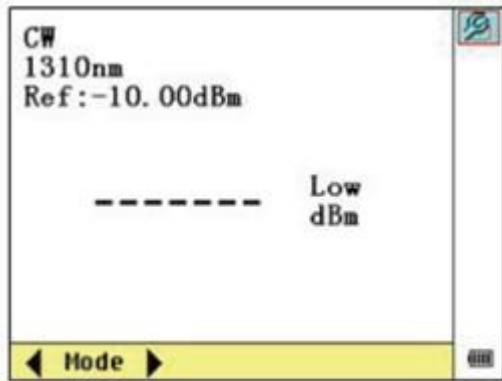 CW
1310nm
Ref:-10.00dBm
------- Low
dBm
Mode